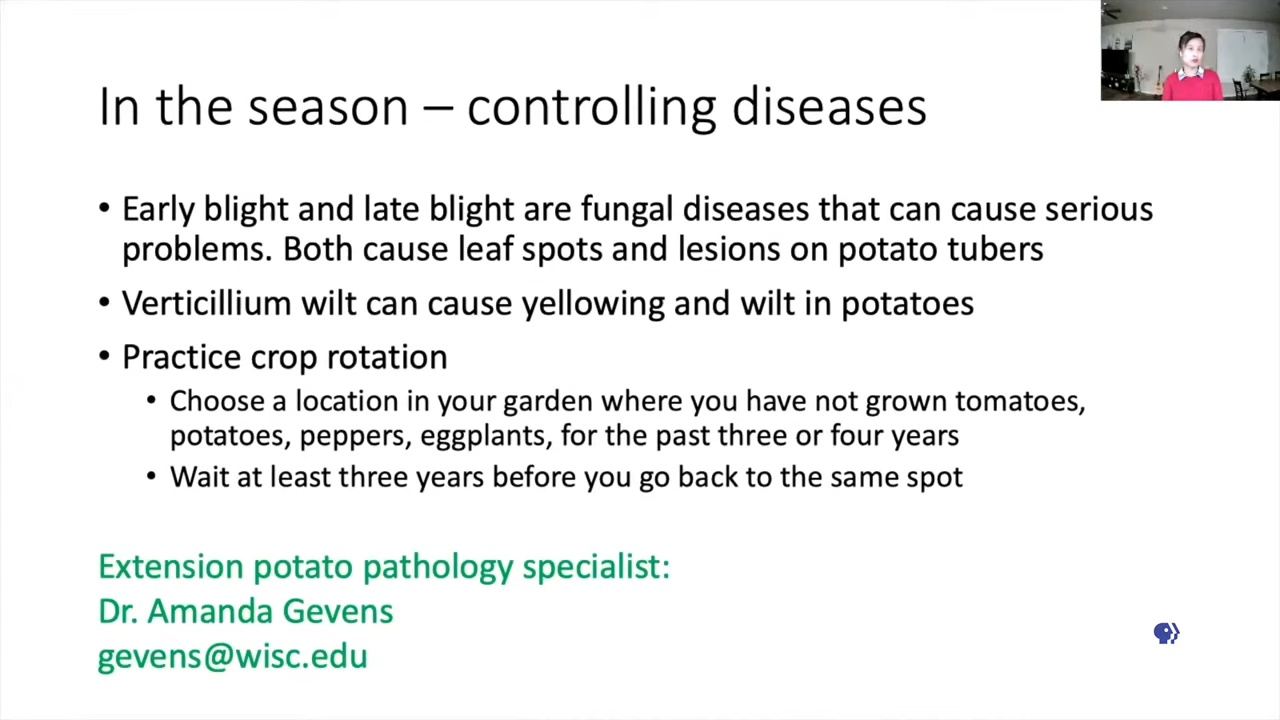 In the season – controlling diseases
• Early blight and late blight are fungal diseases that can cause serious
problems. Both cause leaf spots and lesions on potato tubers
• Verticillium wilt can cause yellowing and wilt in potatoes
• Practice crop rotation
• Choose a location in your garden where you have not grown tomatoes,
potatoes, peppers, eggplants, for the past three or four years
• Wait at least three years before you go back to the same spot
Extension potato pathology specialist:
Dr. Amanda Gevens
gevens@wisc.edu